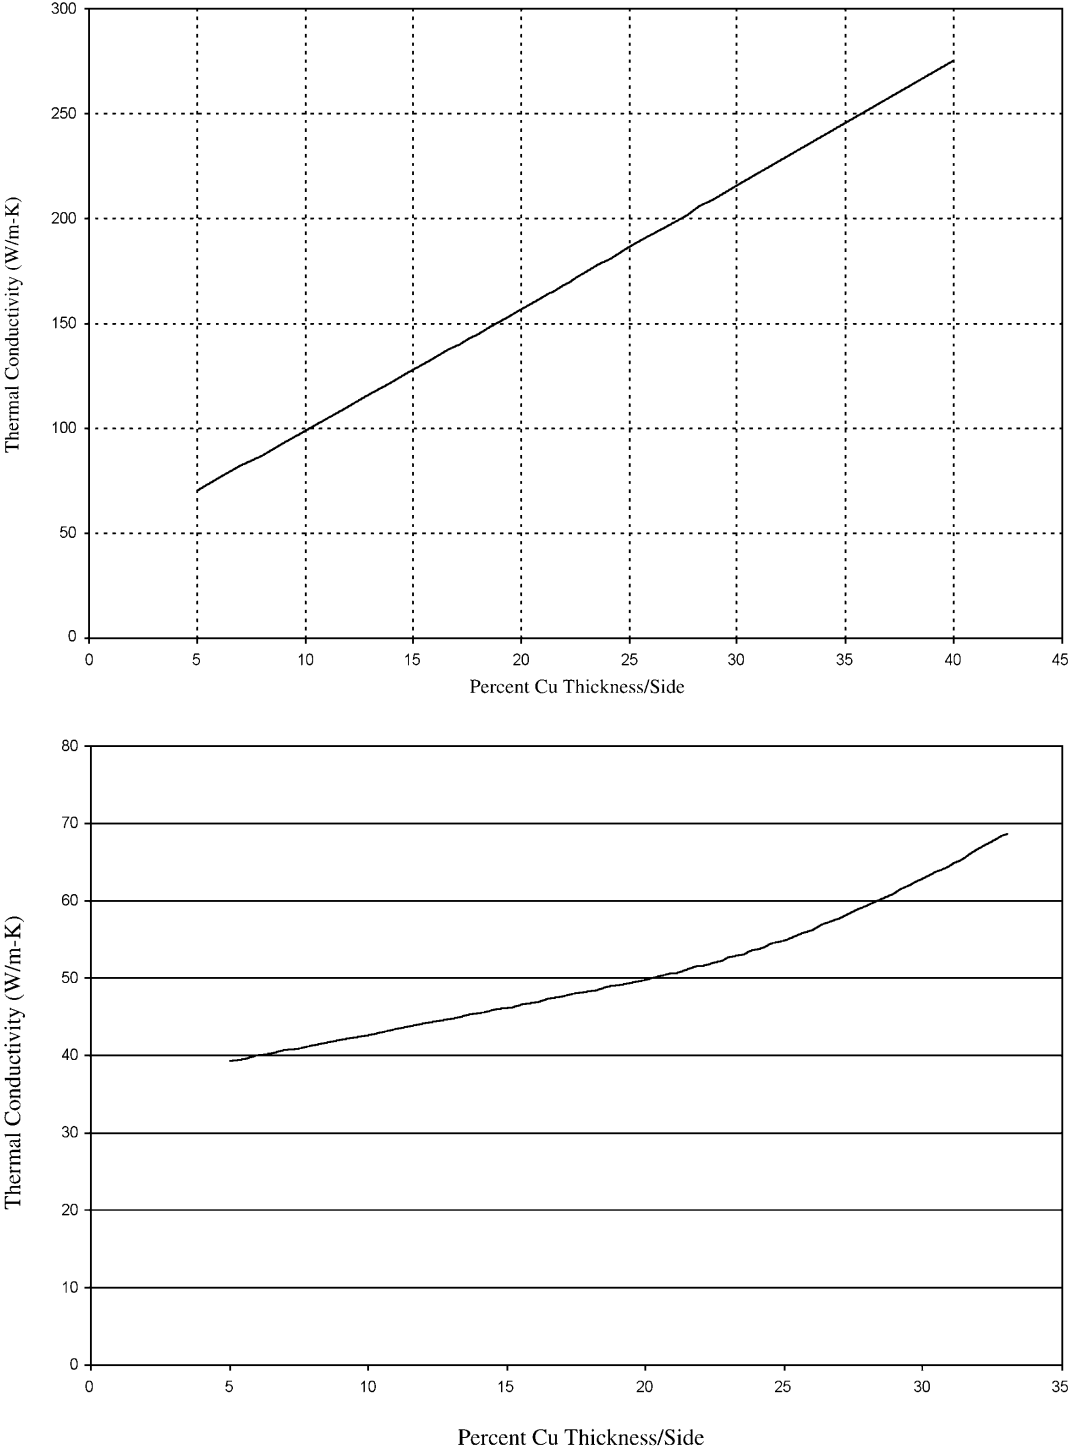 300
250
200
150
100
50
0
Thermal Conductivity (W/m-K)
0 5 10 15 20 25 30 35 40 45
Percent Cu Thickness/Side
80
70
60
50
40
30
20
10
0
Thermal Conductivity (W/m-K)
0 5 10 15 20 25 30 35
Percent Cu Thickness/Side